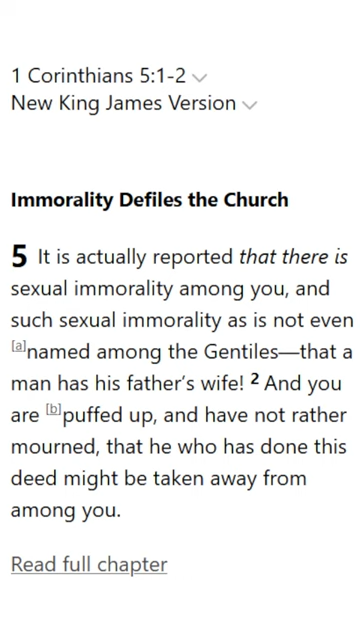 1 Corinthians 5:1-2
New King James Version
Immorality Defiles the Church
5 It is actually reported that there is
sexual immorality among you, and
such sexual immorality as is not even
[a]named among the Gentiles—that a
man has his father’s wife! 2 And you
are [b]puffed up, and have not rather
mourned, that he who has done this
deed might be taken away from
among you.
Read full chapter